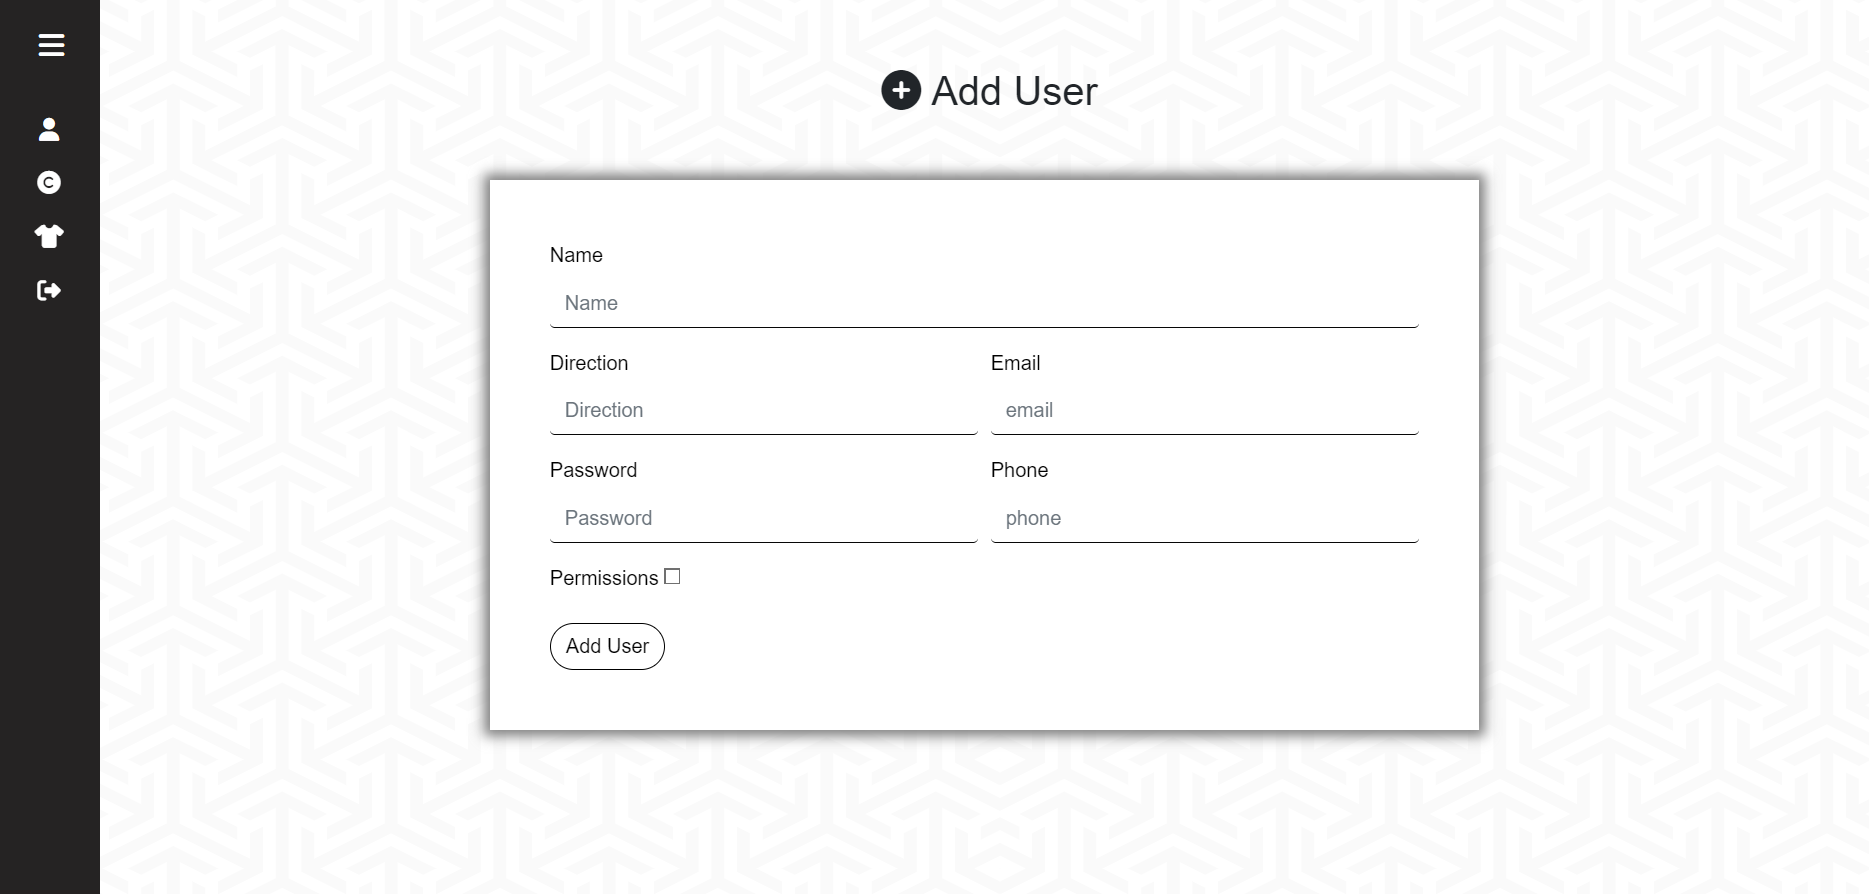 Add User
Name
Name
Direction
Email
Direction
email
Password
Phone
Password
phone
Permissions
Add User